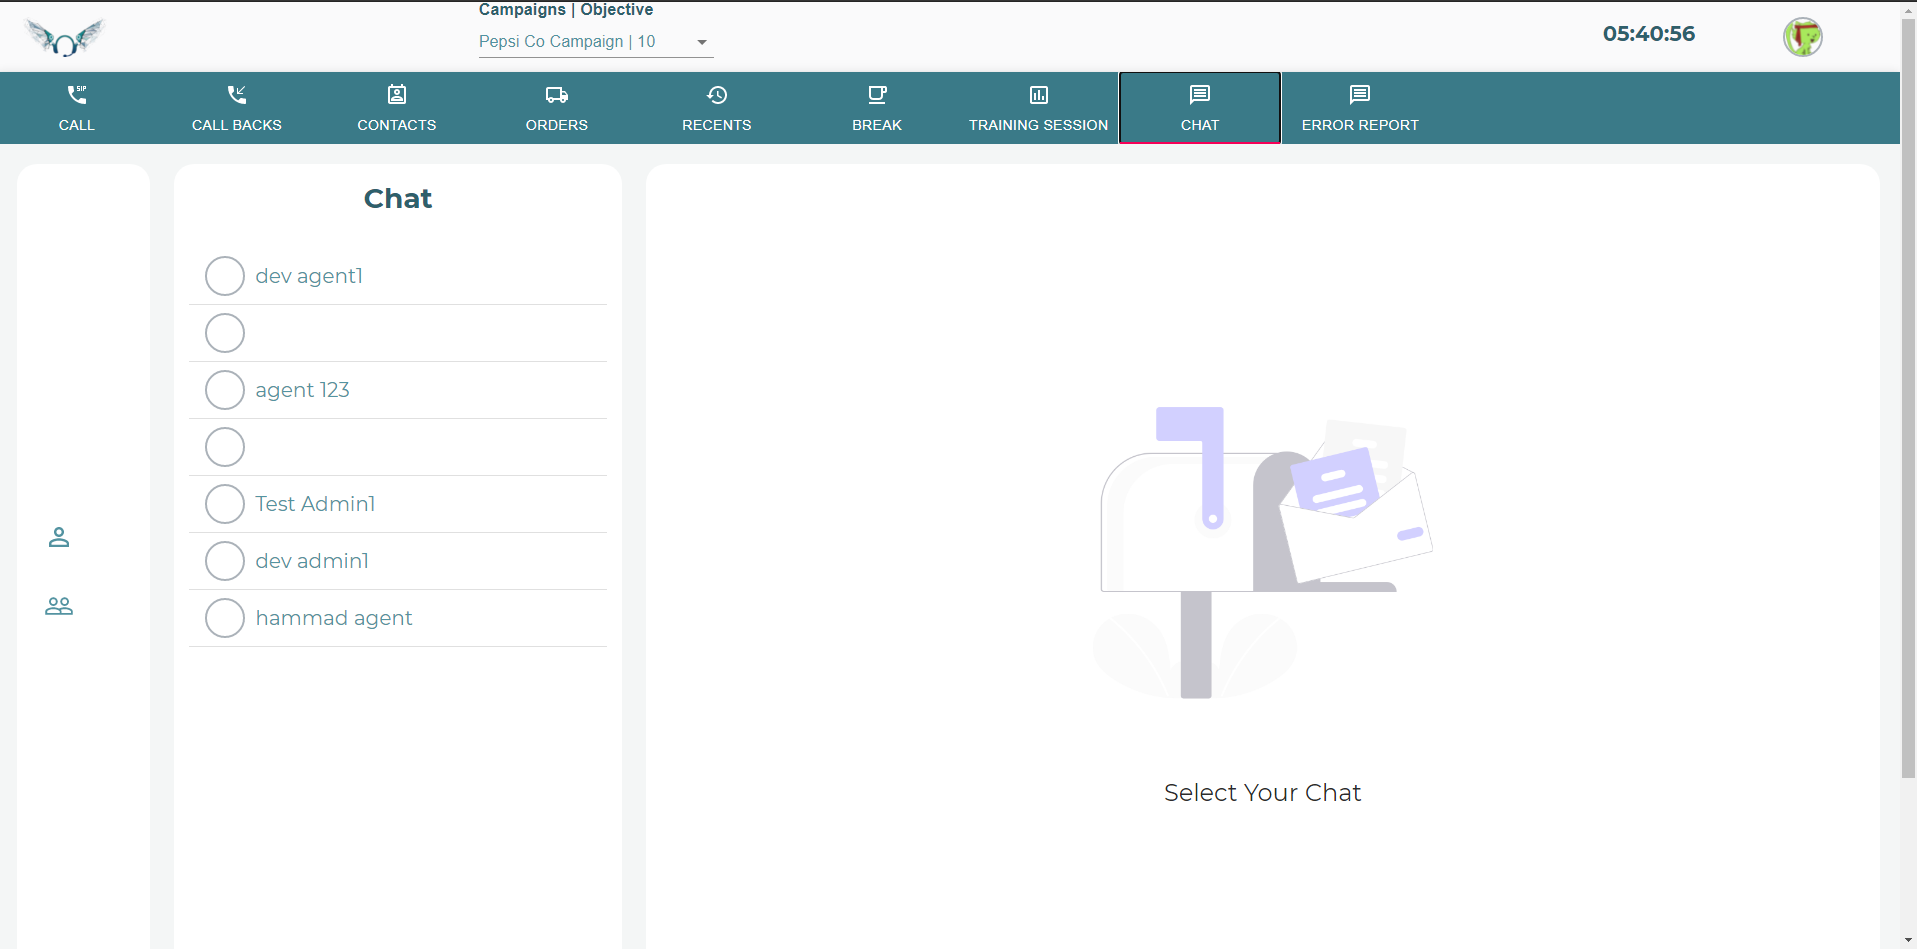 Campaigns | Objective
Pepsi Co Campaign | 10
05:40:56
SIP
CALL
CALL BACKS
CONTACTS
ORDERS
RECENTS
BREAK
TRAINING SESSION
CHAT
ERROR REPORT
Chat
dev agent1
agent 123
Test Admin1
dev admin1
hammad agent
Select Your Chat